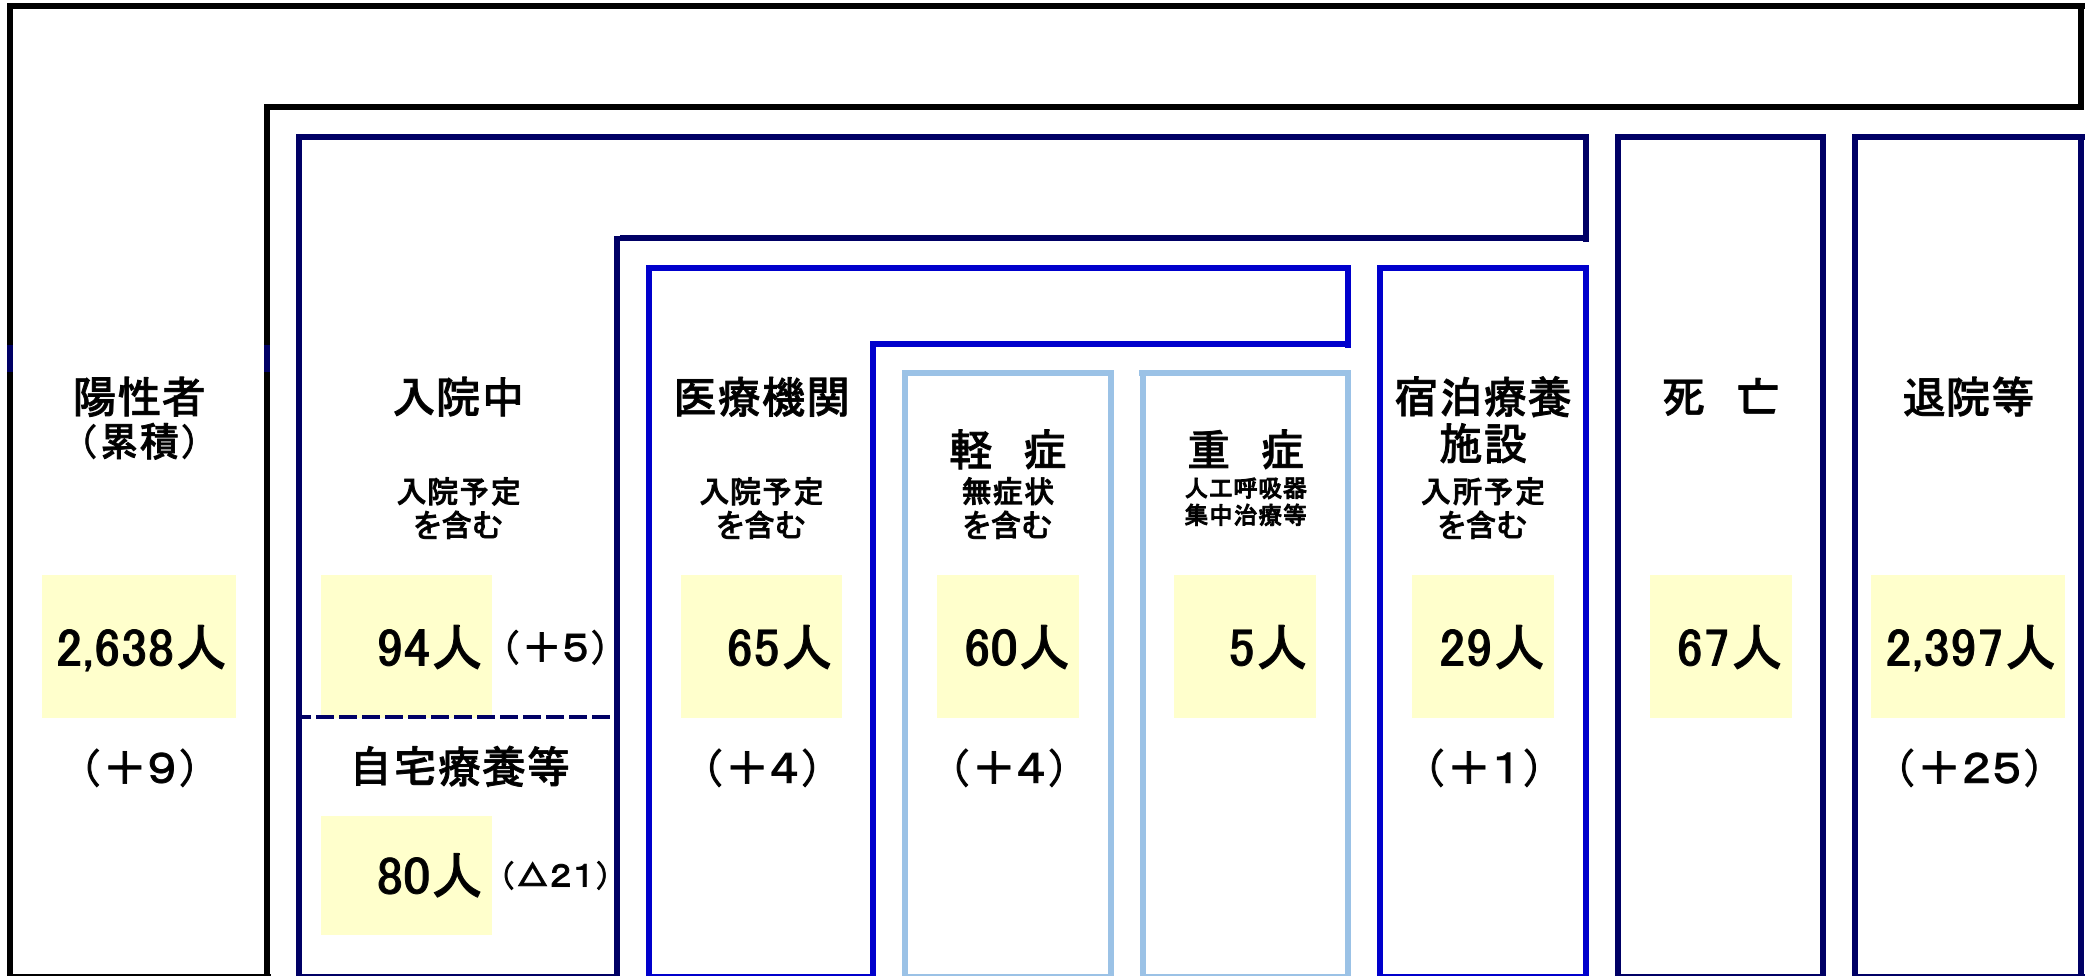 陽性者
（累積）
2,638人
（＋9）
入院中
入院予定
を含む
94人（＋5）
自宅療養等
80人（△21）
医療機関
入院予定
を含む
65人
（＋4）
軽　症
無症状
を含む
60人
（＋4）
重　症
人工呼吸器
集中治療等
5人
宿泊療養
施設
入所予定
を含む
29人
（＋1）
死　亡
67人
退院等
2,397人
（＋25）